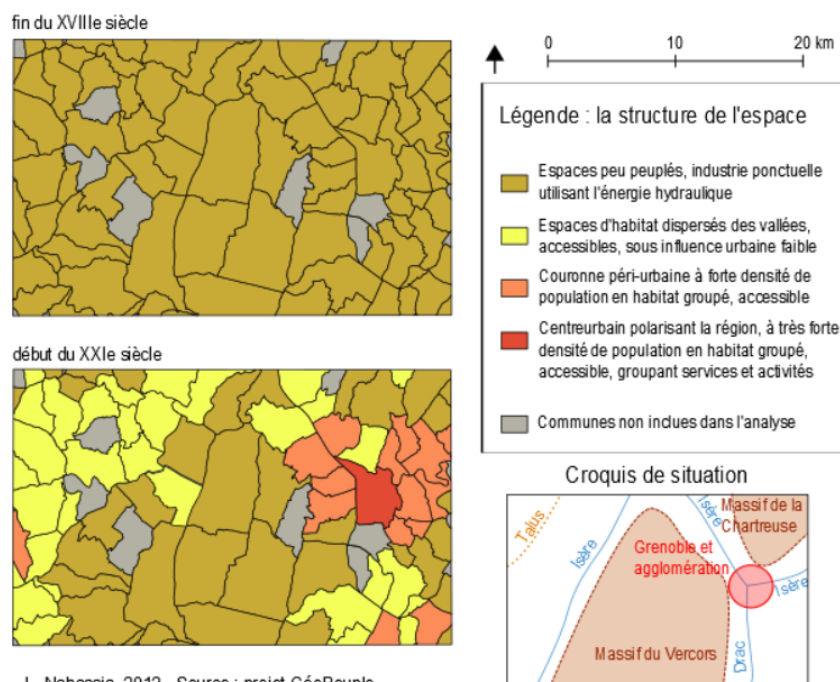 fin du XVIIIe siècle
0 10 20 km
Légende : la structure de l'espace
Espaces peu peuplés, industrie ponctuelle
utilisant l'énergie hydraulique
Espaces d'habitat dispersés des vallées,
accessibles, sous influence urbaine faible
Couronne péri-urbaine à forte densité de
population en habitat groupé, accessible
Centreurbain polarisant la région, à très forte
densité de population en habitat groupé,
accessible, groupant services et activités
Communes non inclues dans l'analyse
début du XXIe siècle
Croquis de situation
Talus
Isère
Isère
Massif de la
Chartreuse
Grenoble et
agglomération
Isère
Massif du Vercors
Drac